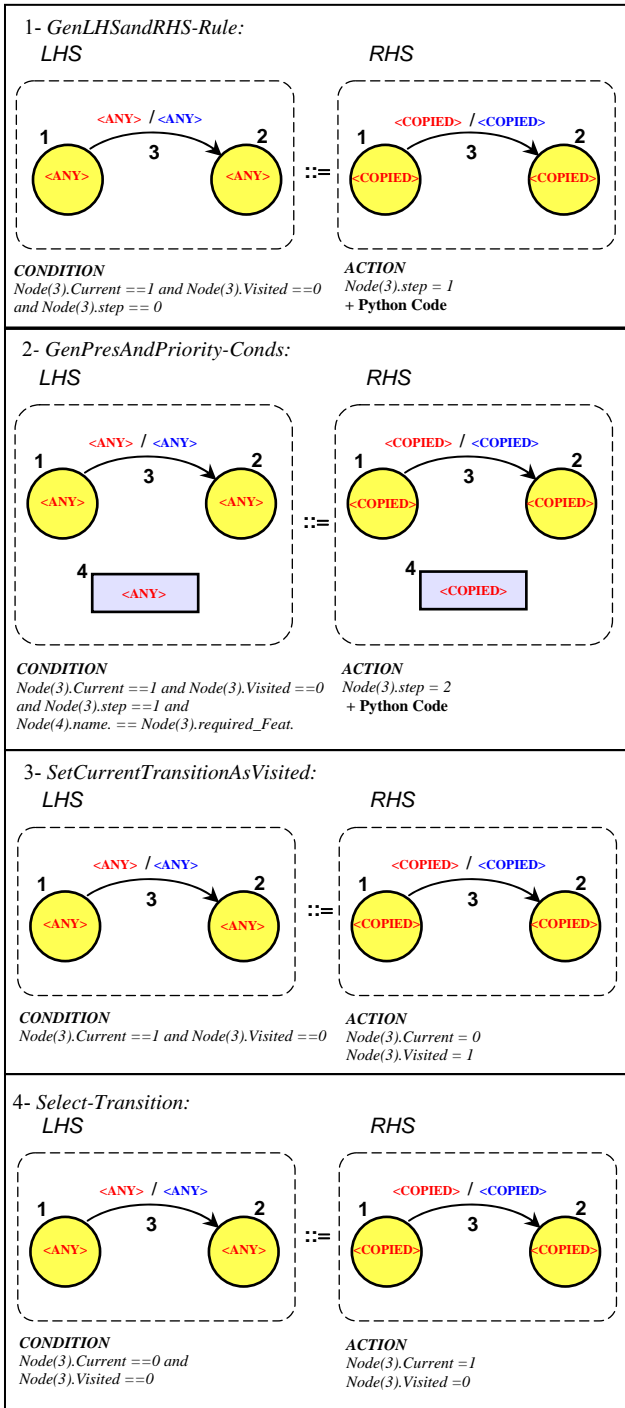 1- GenLHSandRHS-Rule:
LHS RHS
<ANY> / <ANY> <COPIED> / <COPIED>
1 2 1 2
3 3
<ANY> <ANY> ::= <COPIED> <COPIED>
CONDITION ACTION
Node(3).Current ==1 and Node(3).Visited ==0 Node(3).step = 1
and Node(3).step == 0 + Python Code
2- GenPresAndPriority-Conds:
LHS RHS
<ANY> / <ANY> <COPIED> / <COPIED>
1 2 1 2
3 3
<ANY> <ANY> ::= <COPIED> <COPIED>
4 4
<ANY> <COPIED>
CONDITION ACTION
Node(3).Current ==1 and Node(3).Visited ==0 Node(3).step = 2
and Node(3).step ==1 and + Python Code
Node(4).name. == Node(3).required_Feat.
3- SetCurrentTransitionAsVisited:
LHS RHS
<ANY> / <ANY> <COPIED> / <COPIED>
1 2 1 2
3 3
<ANY> <ANY> ::= <COPIED> <COPIED>
CONDITION ACTION
Node(3).Current ==1 and Node(3).Visited ==0 Node(3).Current = 0
Node(3).Visited = 1
4- Select-Transition:
LHS RHS
<ANY> / <ANY> <COPIED> / <COPIED>
1 2 1 2
3 3
<ANY> <ANY> ::= <COPIED> <COPIED>
CONDITION ACTION
Node(3).Current ==0 and Node(3).Current =1
Node(3).Visited ==0 Node(3).Visited =0